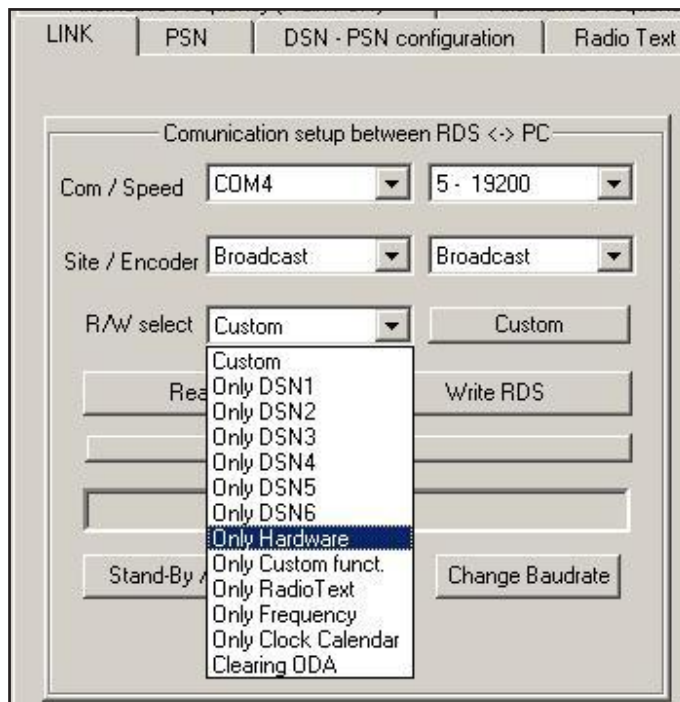 LINK PSN DSN - PSN configuration Radio Text
Comunication setup between RDS <-> PC
Com / Speed COM4 5 - 19200
Site / Encoder Broadcast Broadcast
R/W select Custom Custom
Custom
Only DSN1
Rea Write RDS
Only DSN2
Only DSN3
Only DSN4
Only DSN5
Only DSN6
Only Hardware
Only Custom funct.
Stand-By Change Baudrate
Only RadioText
Only Frequency
Only Clock Calendar
Clearing ODA